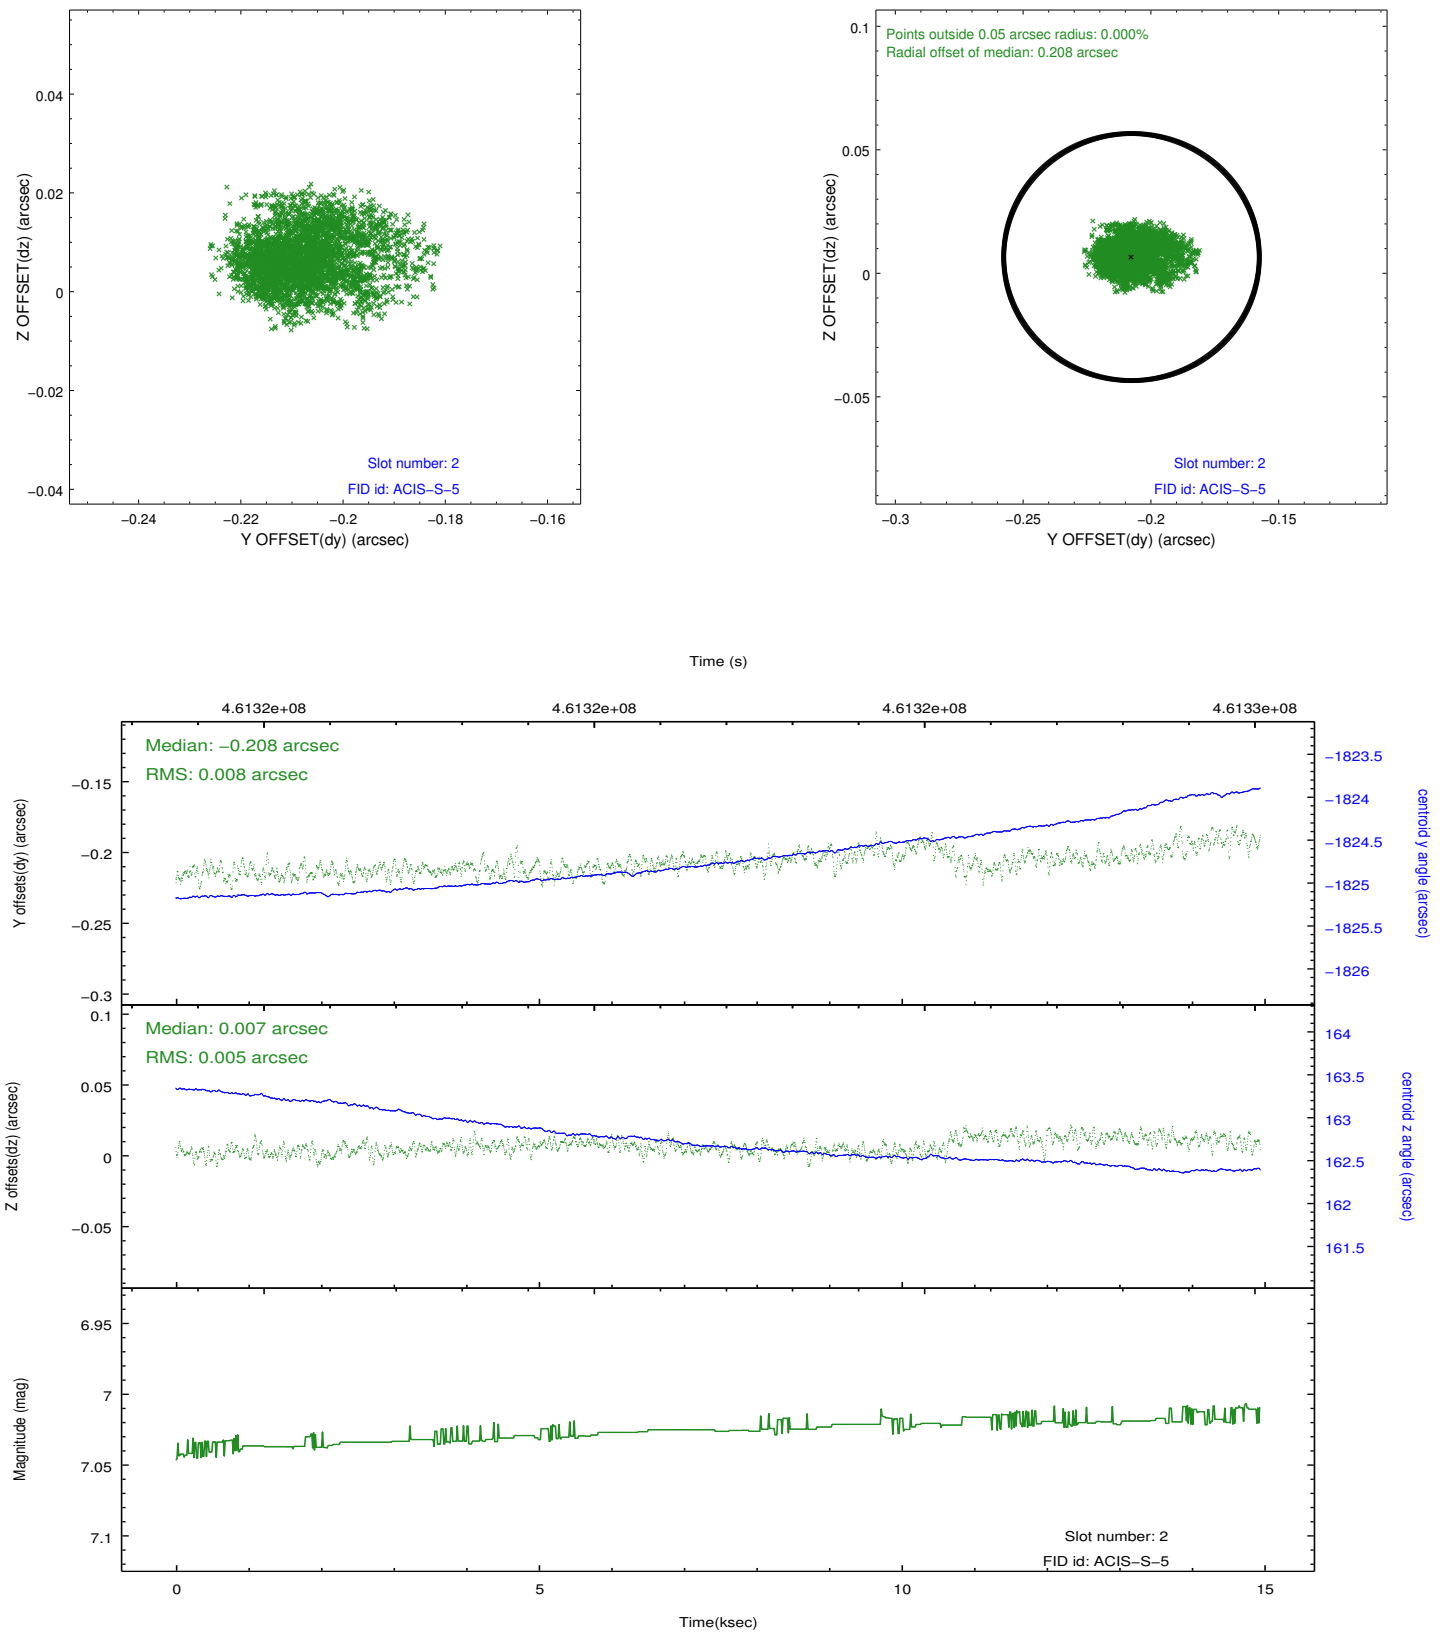 0.04
0.02
0
−0.02
−0.04
Z OFFSET(dz) (arcsec)
Slot number: 2
FID id: ACIS−S−5
−0.24
−0.22
−0.2
−0.18
−0.16
Y OFFSET(dy) (arcsec)
Points outside 0.05 arcsec radius: 0.000%
Radial offset of median: 0.208 arcsec
0.1
0.05
0
−0.05
Z OFFSET(dz) (arcsec)
Slot number: 2
FID id: ACIS−S−5
−0.3
−0.25
−0.2
−0.15
Y OFFSET(dy) (arcsec)
Time (s)
4.6132e+08
4.6132e+08
4.6132e+08
4.6133e+08
Median: −0.208 arcsec
RMS: 0.008 arcsec
−0.15
−0.2
−0.25
−0.3
Y offsets(dy) (arcsec)
−1823.5
−1824
−1824.5
−1825
−1825.5
−1826
centroid y angle (arcsec)
Median: 0.007 arcsec
RMS: 0.005 arcsec
0.1
0.05
0
−0.05
Z offsets(dz) (arcsec)
164
163.5
163
162.5
162
161.5
centroid z angle (arcsec)
6.95
7
7.05
7.1
Magnitude (mag)
Slot number: 2
FID id: ACIS−S−5
0
5
10
15
Time(ksec)